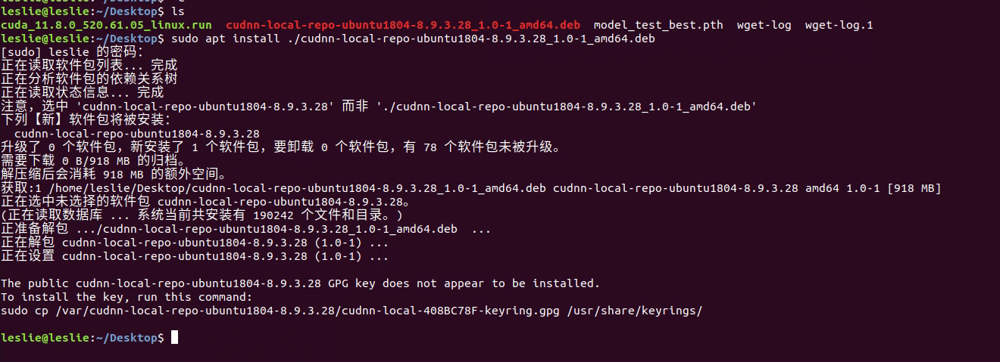 leslie@leslie:~/Desktop$ ls
cuda_11.8.0_520.61.05_linux.run cudnn-local-repo-ubuntu1804-8.9.3.28_1.0-1_amd64.deb model_test_best.pth wget-log wget-log.1
leslie@leslie:~/Desktop$ sudo apt install ./cudnn-local-repo-ubuntu1804-8.9.3.28_1.0-1_amd64.deb
[sudo] leslie 的密码：
正在读取软件包列表... 完成
正在分析软件包的依赖关系树
正在读取状态信息... 完成
注意，选中 'cudnn-local-repo-ubuntu1804-8.9.3.28' 而非 './cudnn-local-repo-ubuntu1804-8.9.3.28_1.0-1_amd64.deb'
下列【新】软件包将被安装：
cudnn-local-repo-ubuntu1804-8.9.3.28
升级了 0 个软件包，新安装了 1 个软件包，要卸载 0 个软件包，有 78 个软件包未被升级。
需要下载 0 B/918 MB 的归档。
解压缩后会消耗 918 MB 的额外空间。
获取:1 /home/leslie/Desktop/cudnn-local-repo-ubuntu1804-8.9.3.28_1.0-1_amd64.deb cudnn-local-repo-ubuntu1804-8.9.3.28 amd64 1.0-1 [918 MB]
正在选中未选择的软件包 cudnn-local-repo-ubuntu1804-8.9.3.28。
(正在读取数据库 ... 系统当前共安装有 190242 个文件和目录。)
正准备解包 .../cudnn-local-repo-ubuntu1804-8.9.3.28_1.0-1_amd64.deb ...
正在解包 cudnn-local-repo-ubuntu1804-8.9.3.28 (1.0-1) ...
正在设置 cudnn-local-repo-ubuntu1804-8.9.3.28 (1.0-1) ...
The public cudnn-local-repo-ubuntu1804-8.9.3.28 GPG key does not appear to be installed.
To install the key, run this command:
sudo cp /var/cudnn-local-repo-ubuntu1804-8.9.3.28/cudnn-local-408BC78F-keyring.gpg /usr/share/keyrings/
leslie@leslie:~/Desktop$